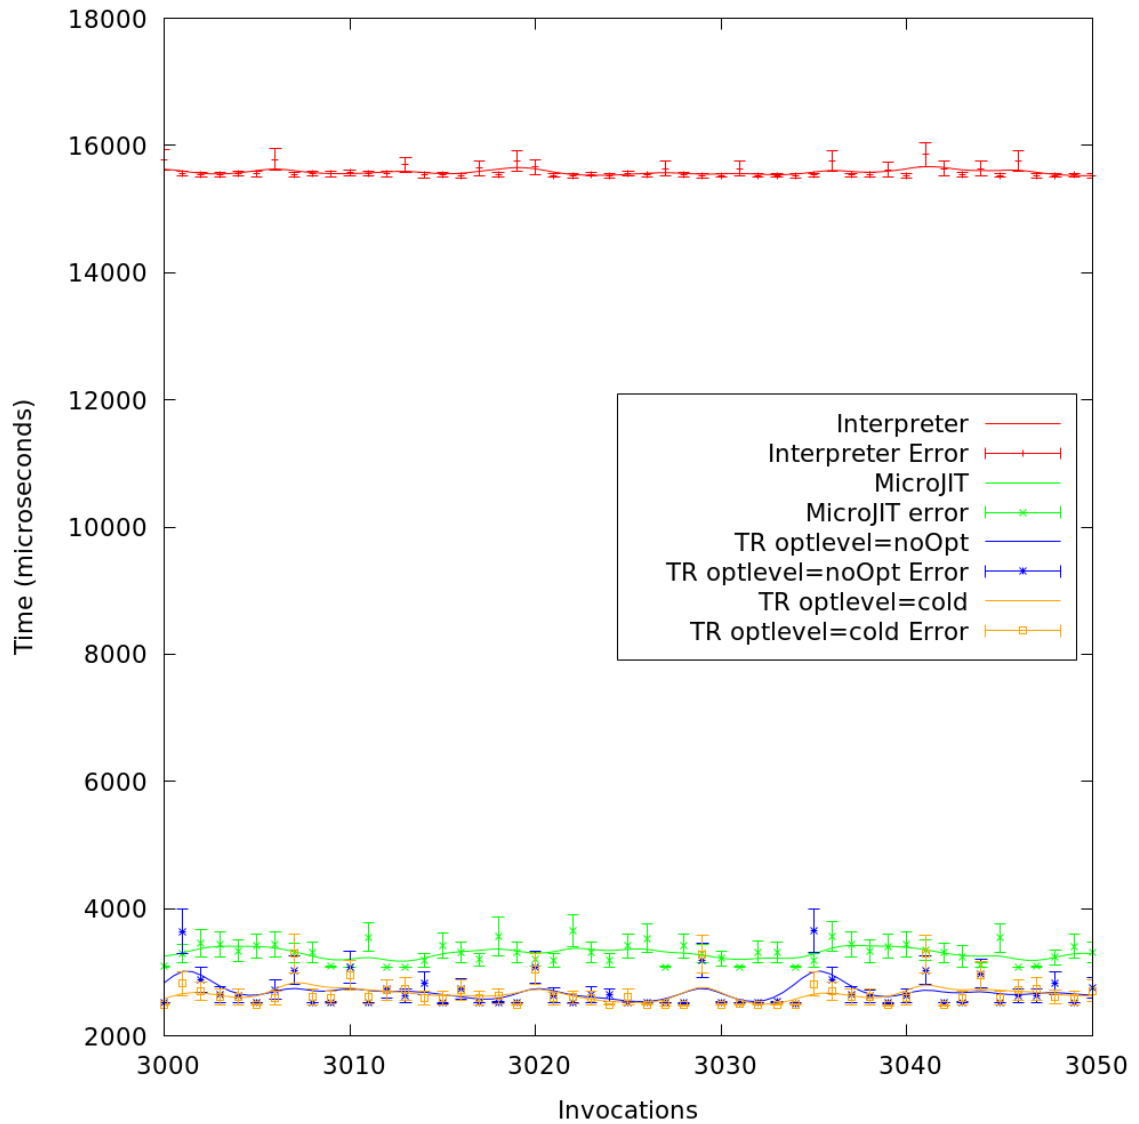 18000
16000
14000
12000
10000
8000
6000
4000
2000
Time (microseconds)
Interpreter
Interpreter Error
MicroJIT
MicroJIT error
TR optlevel=noOpt
TR optlevel=noOpt Error
TR optlevel=cold
TR optlevel=cold Error
3000 3010 3020 3030 3040 3050
Invocations